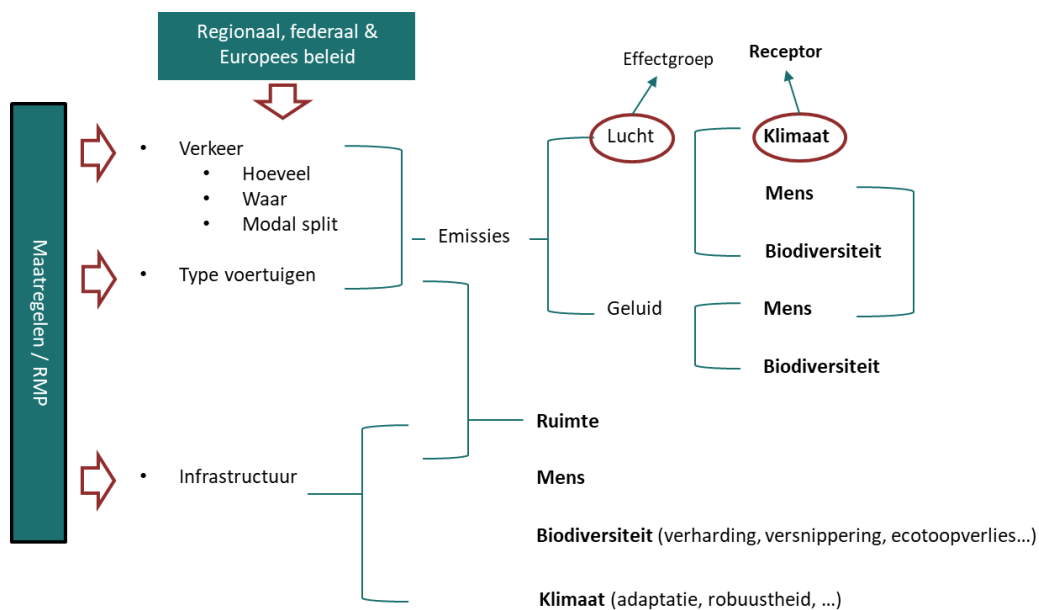 Regionaal, federaal &
Europees beleid
Effectgroep
Receptor
Maatregelen / RMP
• Verkeer
• Hoeveel
• Waar
• Modal split
• Type voertuigen
• Infrastructuur
Emissies
Lucht
Geluid
Klimaat
Mens
Biodiversiteit
Mens
Biodiversiteit
Ruimte
Mens
Biodiversiteit (verharding, versnippering, ecotoopverlies...)
Klimaat (adaptatie, robuustheid, ...)